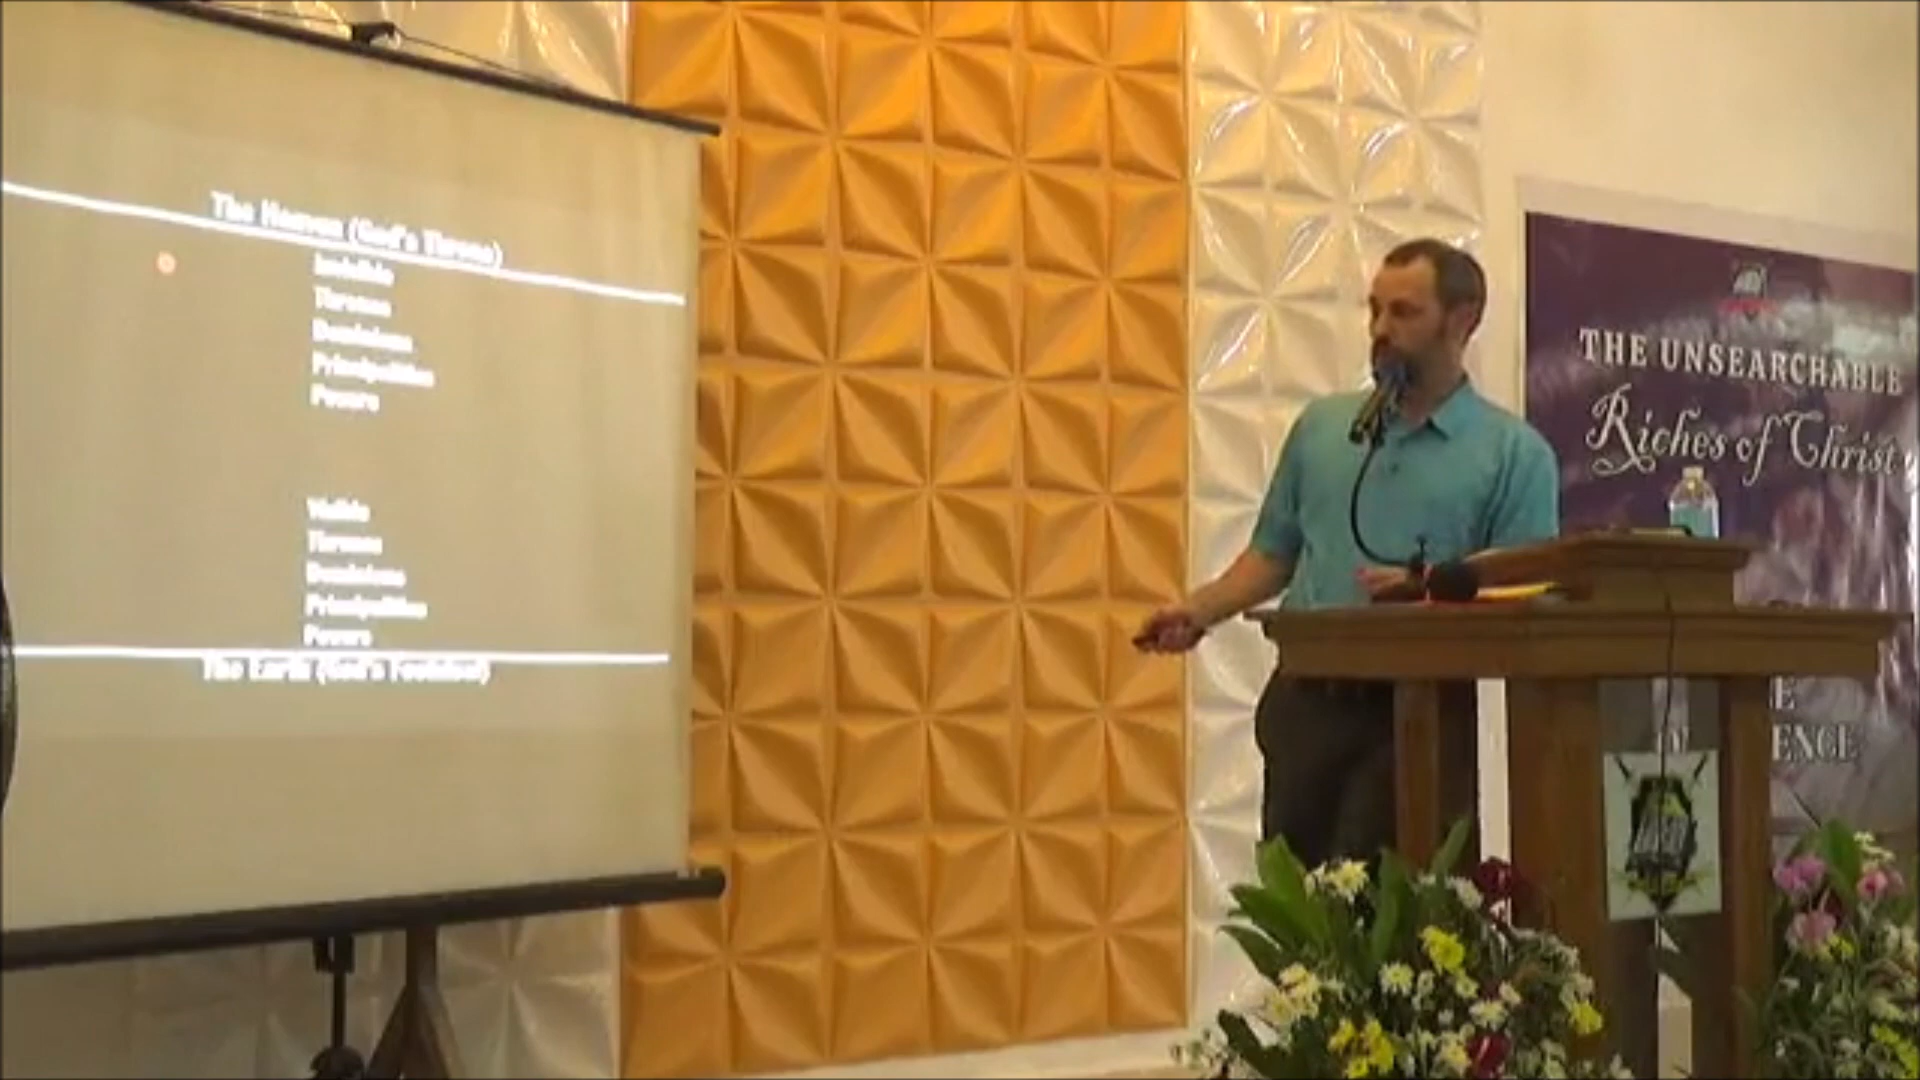 The Heaven (God's Throne)
Invisible
Thrones
Dominions
Principalities
Powers
Visible
Thrones
Dominions
Principalities
Powers
The Earth (God's Footstool)
THE UNSEARCHABLE
Riches of Christ
E
ENCE